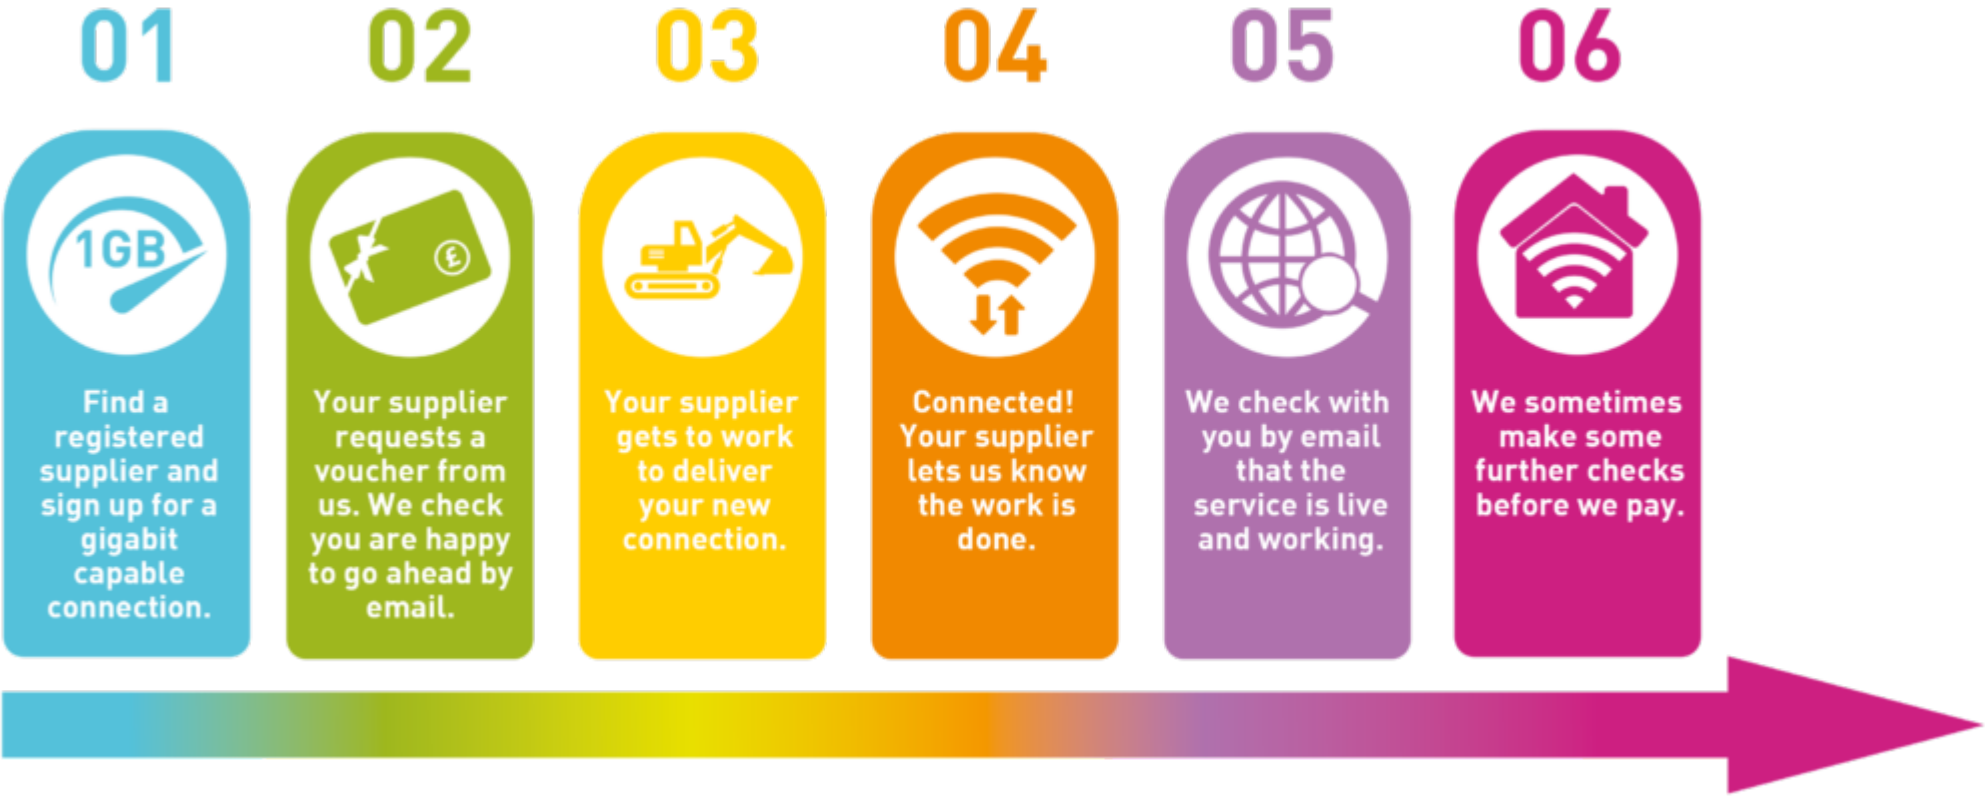 01
02
03
04
05
06
1GB
Find a
registered
supplier and
sign up for a
gigabit
capable
connection.
£
Your supplier
requests a
voucher from
us. We check
you are happy
to go ahead by
email.
Your supplier
gets to work
to deliver
your new
connection.
Connected!
Your supplier
lets us know
the work is
done.
We check with
you by email
that the
service is live
and working.
We sometimes
make some
further checks
before we pay.